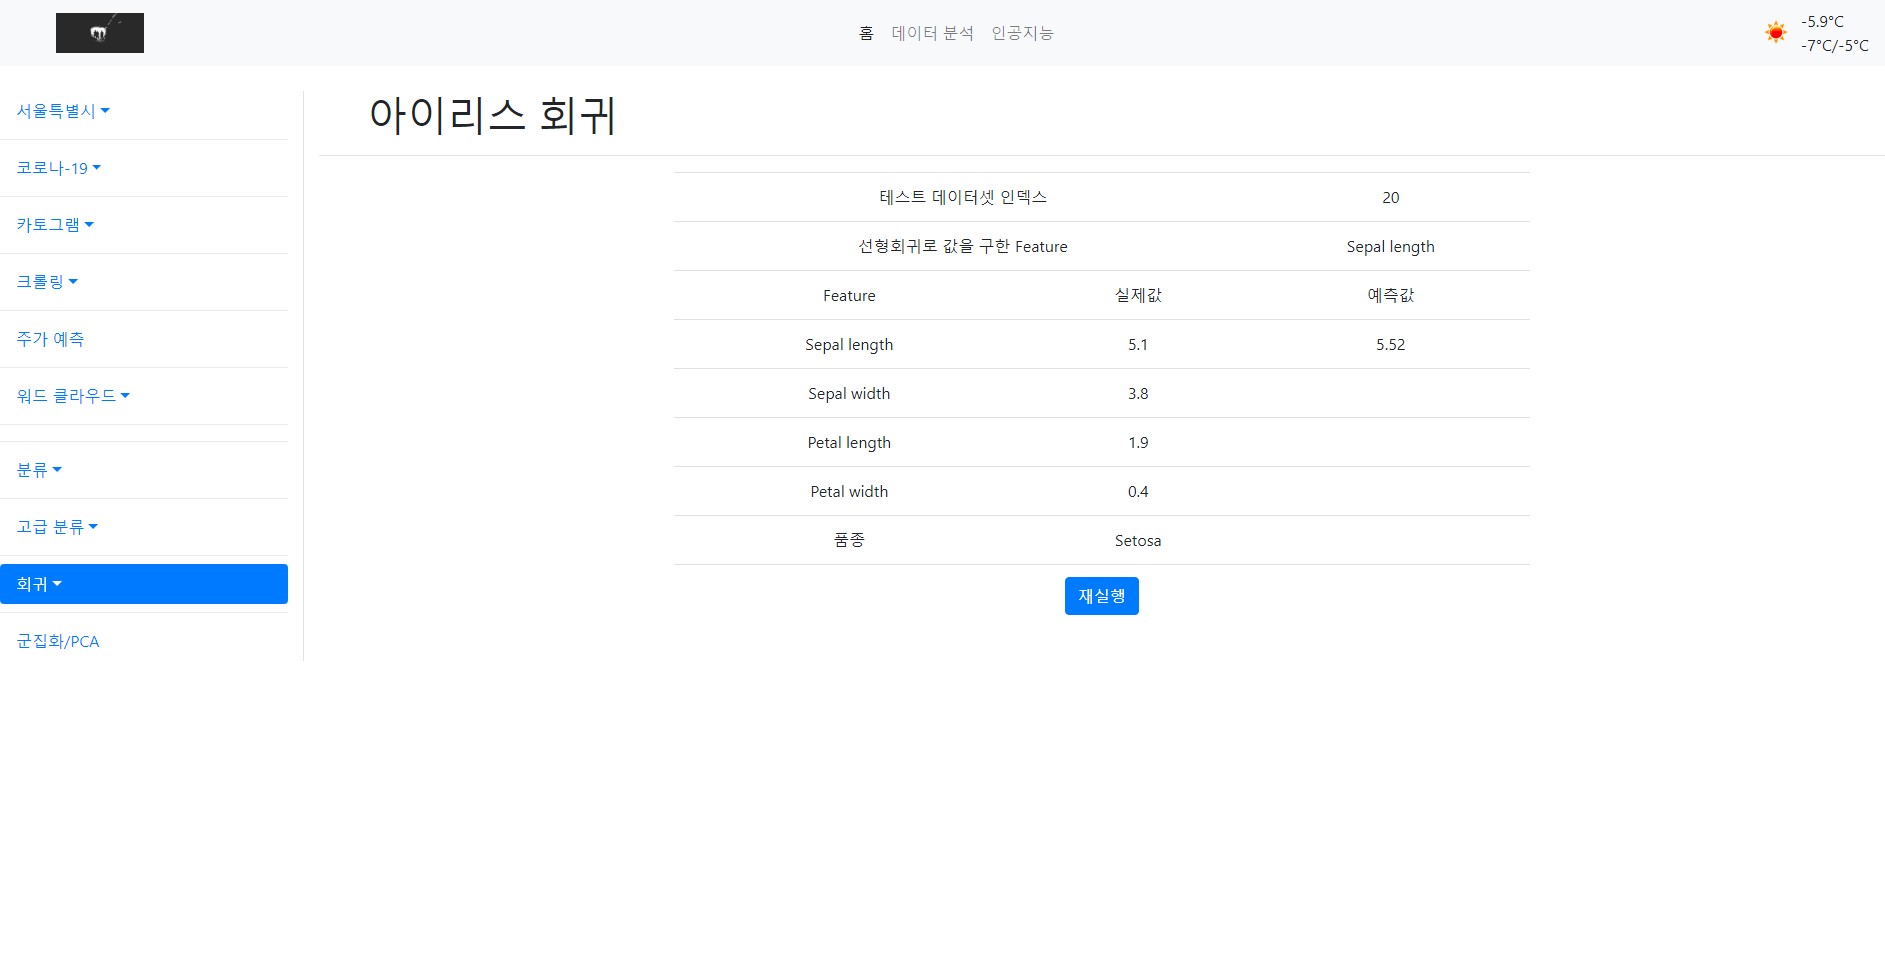 홈 데이터 분석 인공지능
-5.9°C
-7°C/-5°C
서울특별시
코로나-19
카토그램
크롤링
주가 예측
워드 클라우드
분류
고급 분류
회귀
군집화/PCA
아이리스 회귀
테스트 데이터셋 인덱스 20
선형회귀로 값을 구한 Feature Sepal length
Feature 실제값 예측값
Sepal length 5.1 5.52
Sepal width 3.8
Petal length 1.9
Petal width 0.4
품종 Setosa
재실행